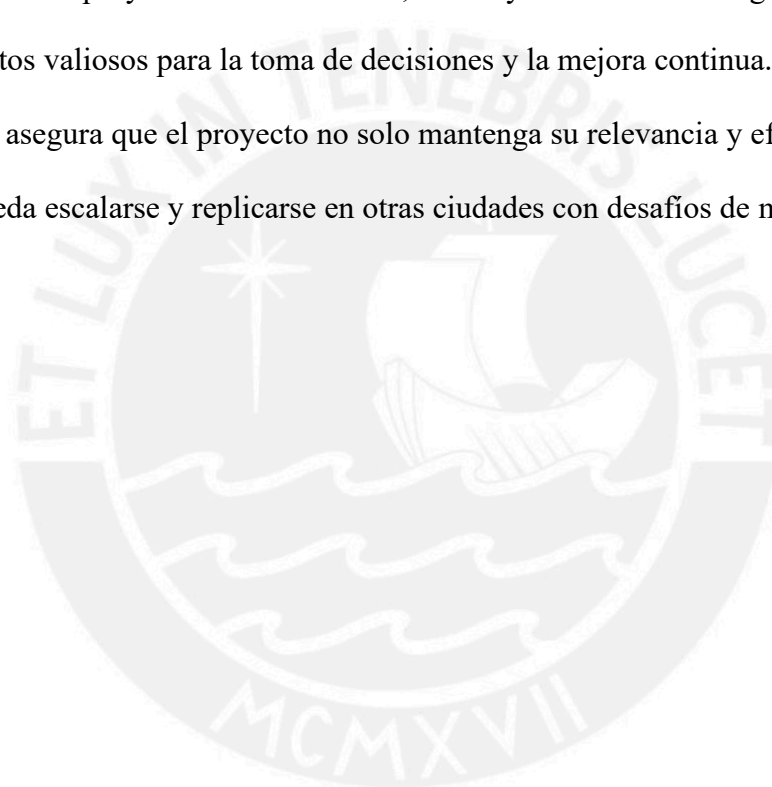 tos valiosos para la toma de decisiones y la mejora continua.
asegura que el proyecto no solo mantenga su relevancia y ef
eda escalarse y replicarse en otras ciudades con desafíos de
ET LUX IN TENEBRIS LUCET
MCMXVII